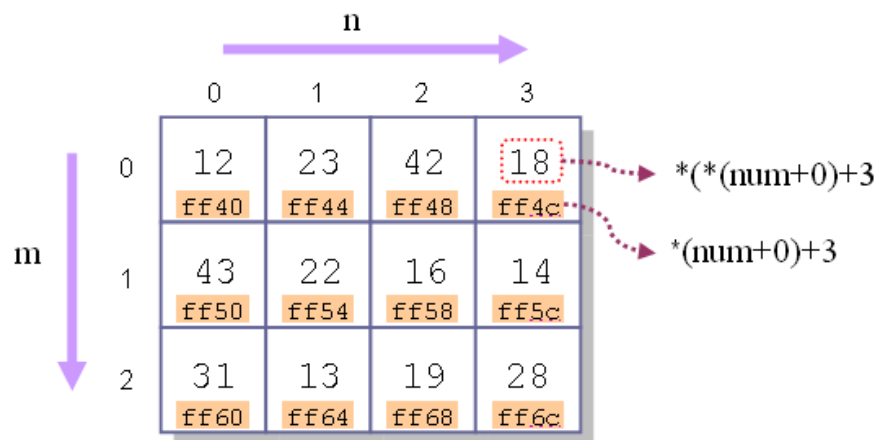 n
0 1 2 3
0 12 23 42 18 *(*(num+0)+3
ff40 ff44 ff48 ff4c
*(num+0)+3
m
1 43 22 16 14
ff50 ff54 ff58 ff5c
2 31 13 19 28
ff60 ff64 ff68 ff6c